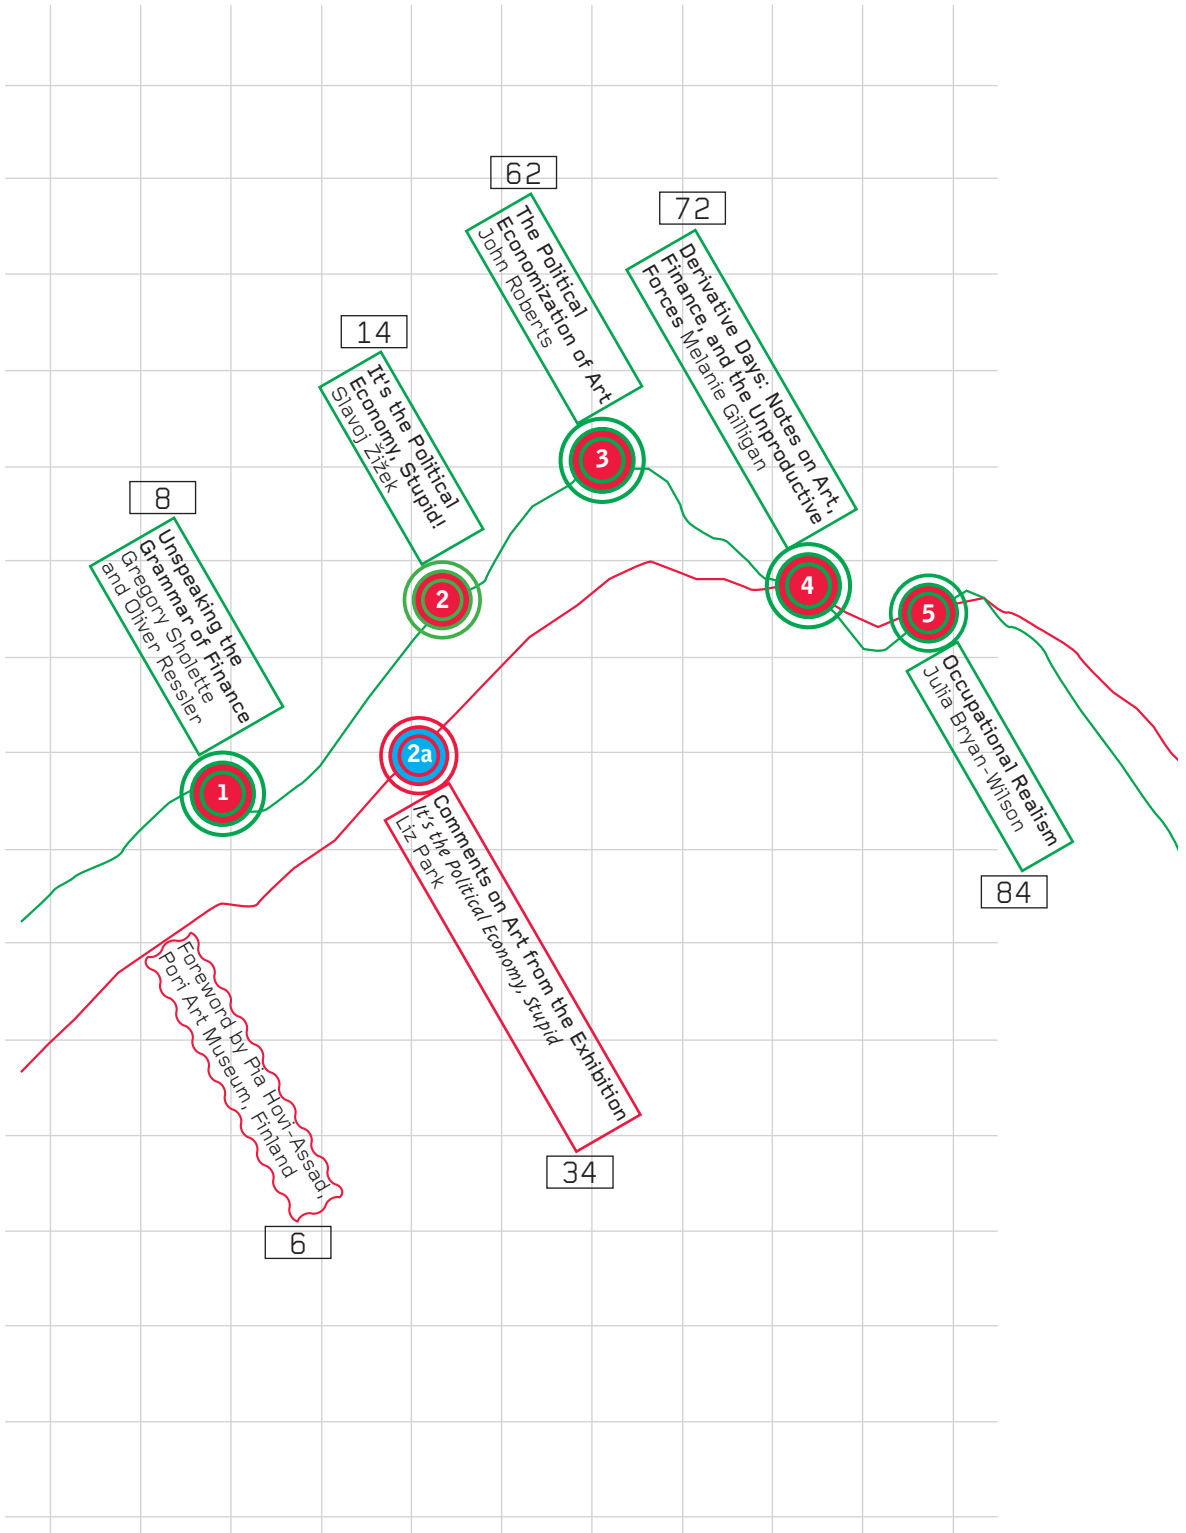 62
The Political
Economization of Art
John Roberts
72
Derivative Days: Notes on Art,
Finance, and the Unproductive
Forces Melanie Gilligan
14
It's the Political
Economy, Stupid!
Slavoj Žižek
8
Unspeaking the
Grammar of Finance
Gregory Sholette
and Oliver Ressler
3
4
2
5
Occupational Realism
Julia Bryan-Wilson
84
2a
1
Comments on Art from the Exhibition
It's the Political Economy, Stupid
Liz Park
34
Foreword by Pia Hovi-Assad,
Pori Art Museum, Finland
6